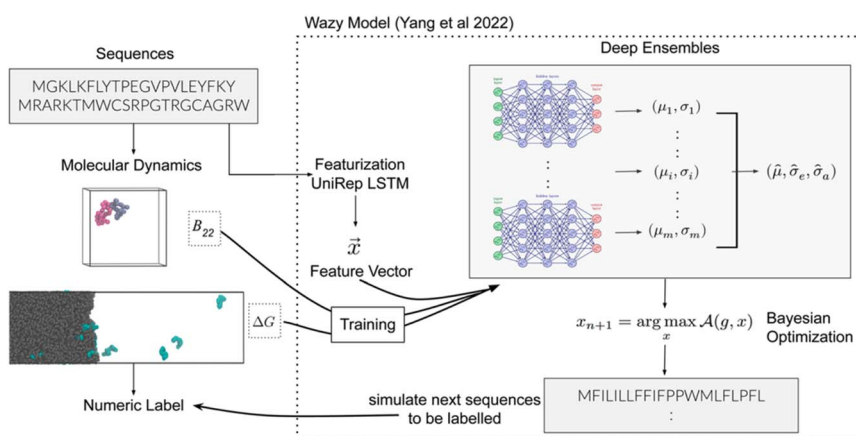 Wazy Model (Yang et al 2022)
Sequences
MGKLKFLYTPEGVPVLEYFKY
MRARKTMWCSRPGTRGCAGRW
Molecular Dynamics
B₂₂
ΔG
Numeric Label
Featurization
UniRep LSTM
x⃗
Feature Vector
Training
Deep Ensembles
(μ₁, σ₁)
⋮
(μᵢ, σᵢ)
⋮
(μₘ, σₘ)
(μ̂, σ̂ₑ, σ̂ₐ)
xₙ₊₁ = arg max 𝒜(g, x)
x
Bayesian
Optimization
MFILILLFFIFPPWMLFLPFL
:
simulate next sequences
to be labelled